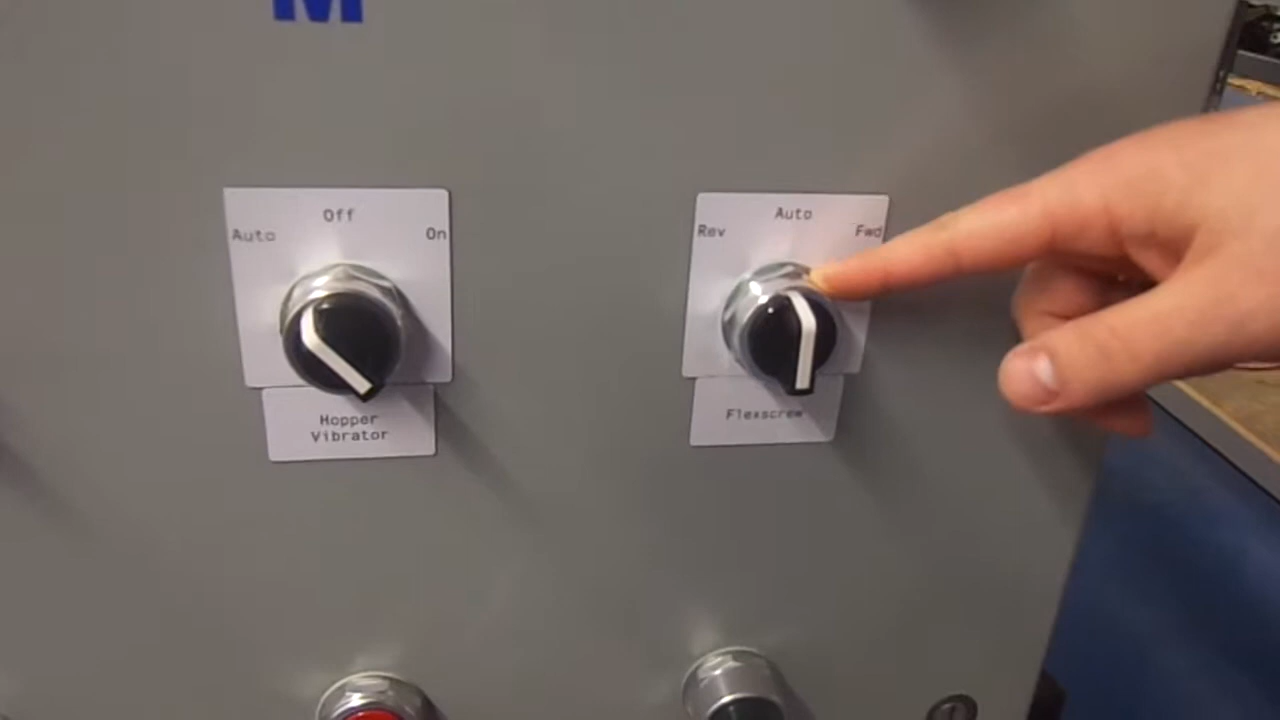 M
Auto
Off
On
Hopper
Vibrator
Rev
Auto
Fwd
Flexscrew